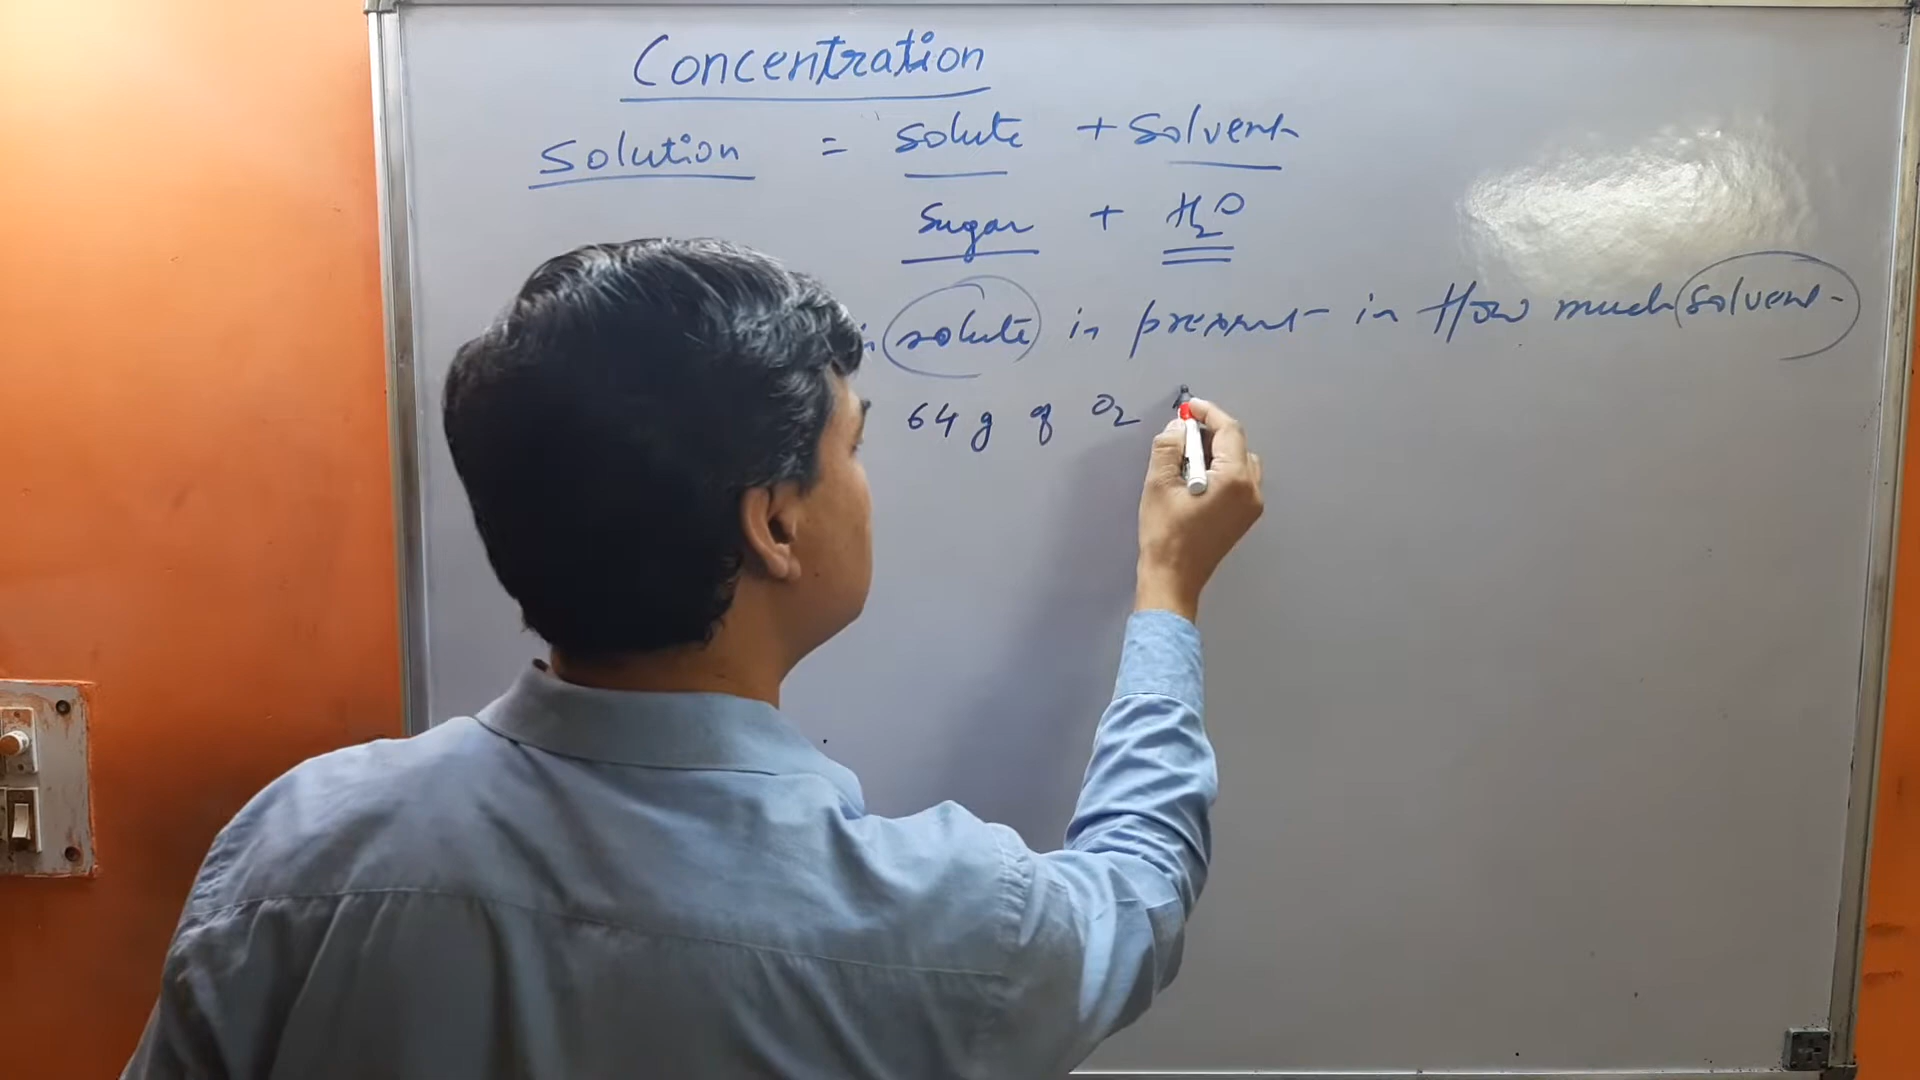 Concentration
Solution = solute + solvent
Sugar + H₂O
solute in present in How much solvent
64 g of O₂